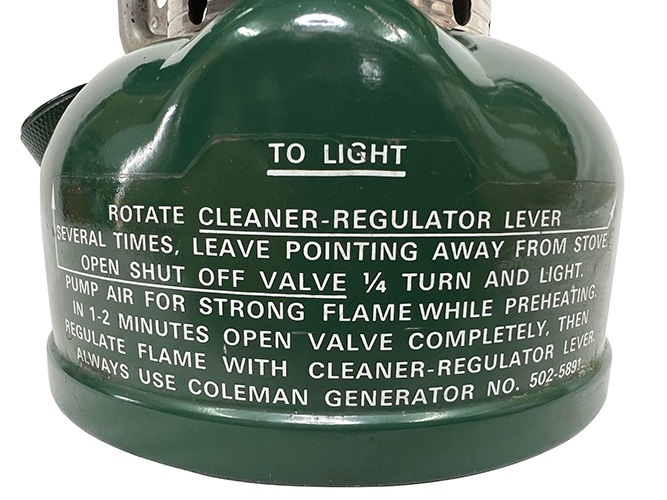 TO LIGHT
ROTATE CLEANER-REGULATOR LEVER
SEVERAL TIMES, LEAVE POINTING AWAY FROM STOVE
OPEN SHUT OFF VALVE ¼ TURN AND LIGHT.
PUMP AIR FOR STRONG FLAME WHILE PREHEATING.
IN 1-2 MINUTES OPEN VALVE COMPLETELY, THEN
REGULATE FLAME WITH CLEANER-REGULATOR LEVER.
ALWAYS USE COLEMAN GENERATOR NO. 502-5891.